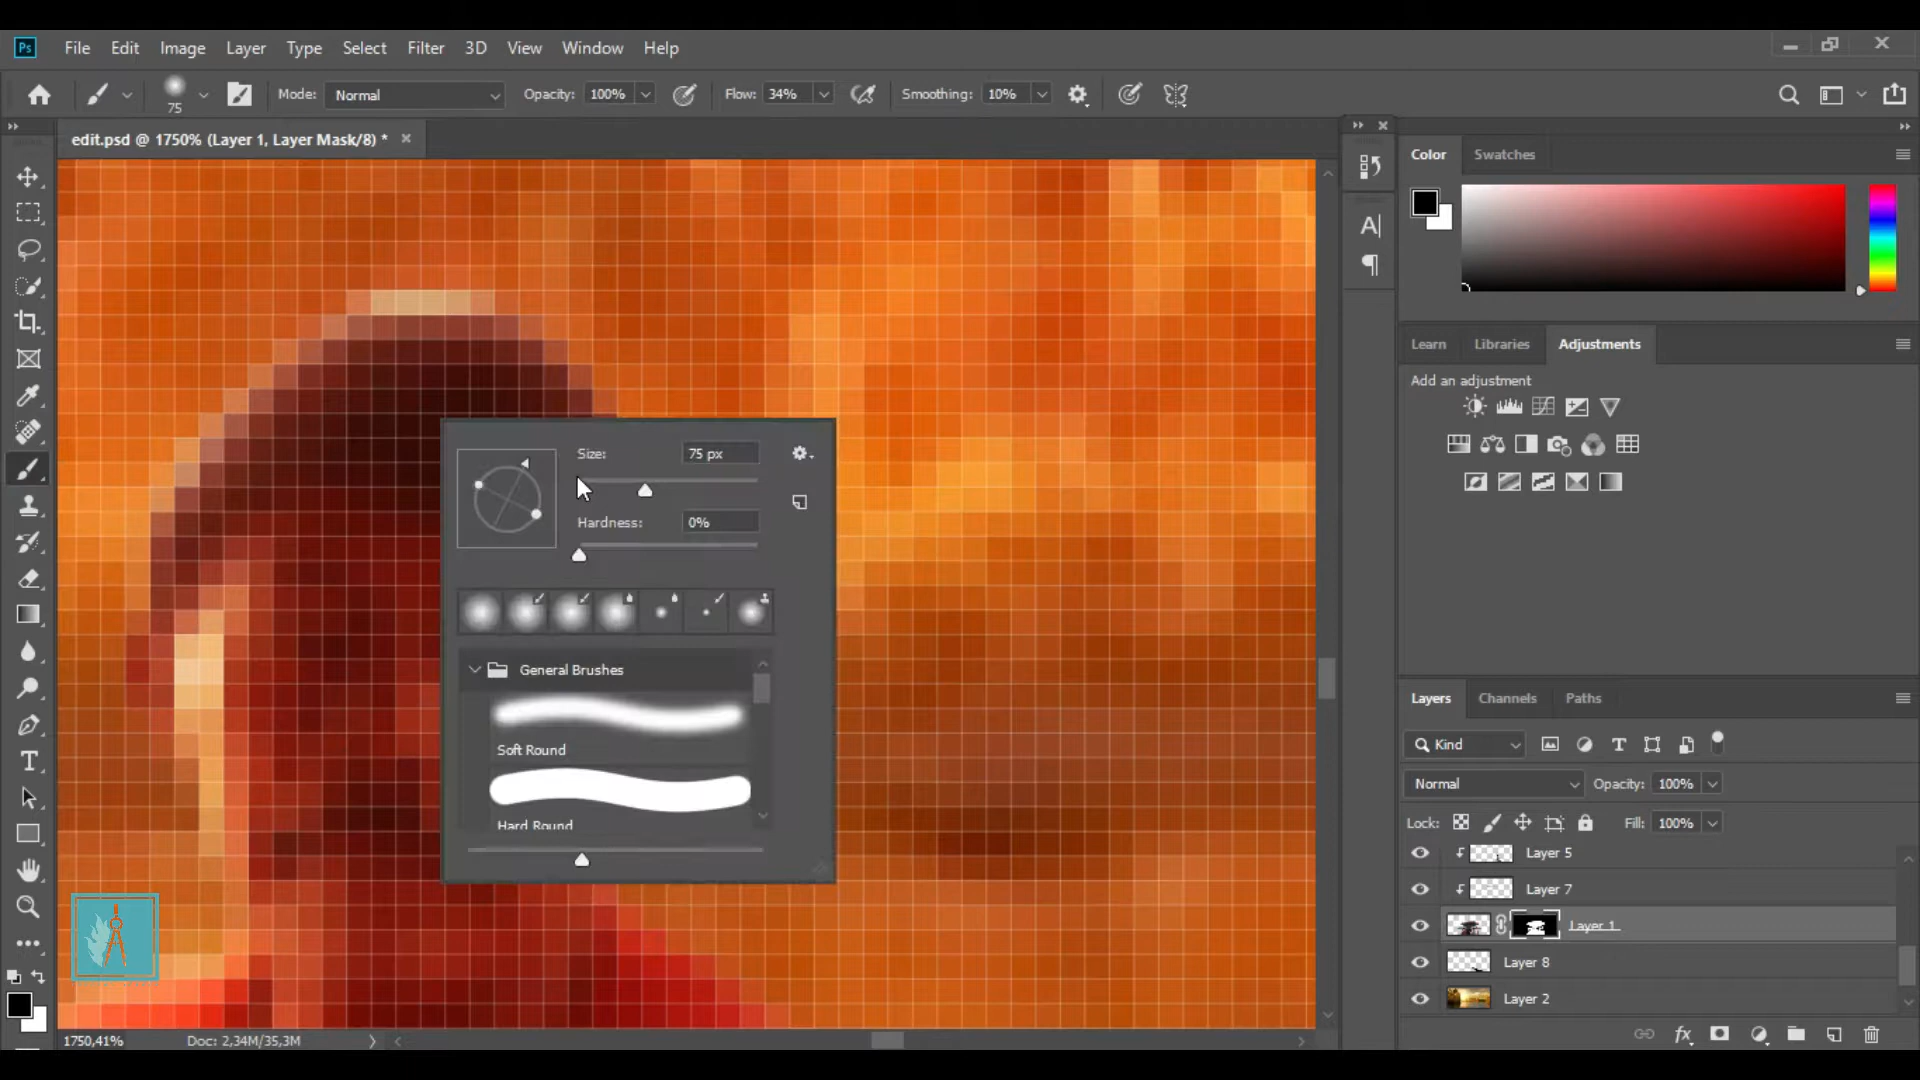 Ps File Edit Image Layer Type Select Filter 3D View Window Help
75 Mode: Normal Opacity: 100% Flow: 34% Smoothing: 10%
edit.psd @ 1750% (Layer 1, Layer Mask/8) *
Color Swatches
Learn Libraries Adjustments
Add an adjustment
Size: 75 px
Hardness: 0%
General Brushes
Soft Round
Hard Round
Layers Channels Paths
Kind
Normal Opacity: 100%
Lock: Fill: 100%
Layer 5
Layer 7
Layer 1
Layer 8
Layer 2
1750,41% Doc: 2,34M/35,3M